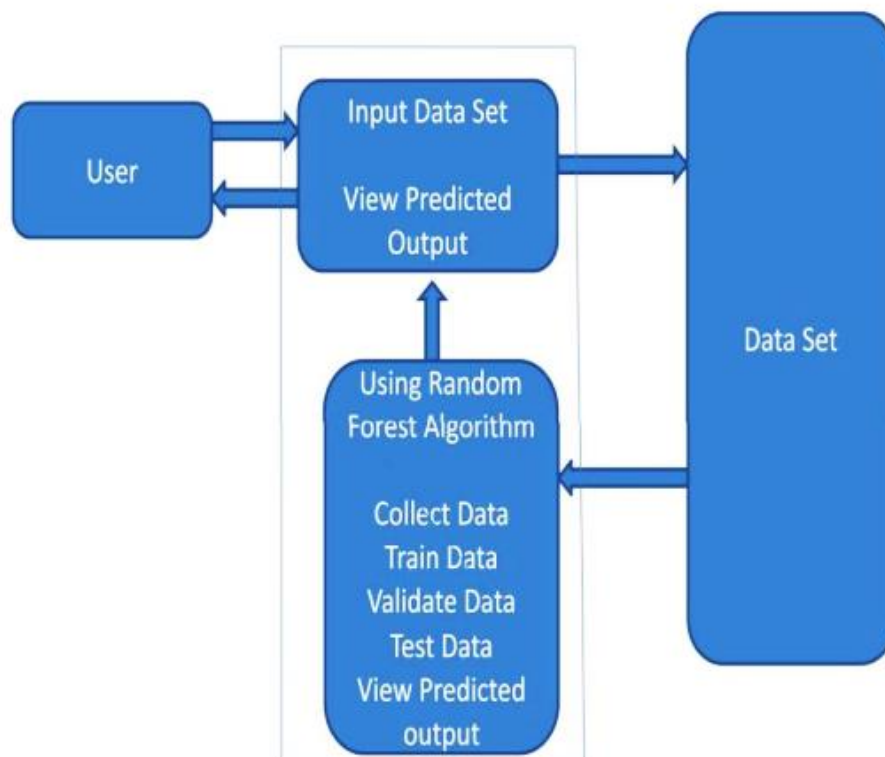 User
Input Data Set
View Predicted
Output
Using Random
Forest Algorithm
Collect Data
Train Data
Validate Data
Test Data
View Predicted
output
Data Set